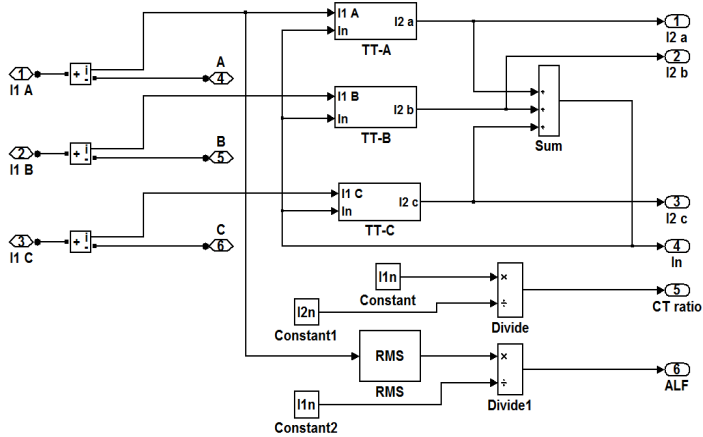 I1 A
I2 a
In
TT-A
1
I2 a
2
I2 b
A
1
+ i
-
4
I1 A
I1 B
I2 b
In
TT-B
+
+
+
Sum
B
2
+ i
-
5
I1 B
I1 C
I2 c
In
TT-C
3
I2 c
C
3
+ i
-
6
I1 C
4
In
I1n
Constant
×
÷
Divide
5
CT ratio
I2n
Constant1
RMS
RMS
×
÷
Divide1
6
ALF
I1n
Constant2